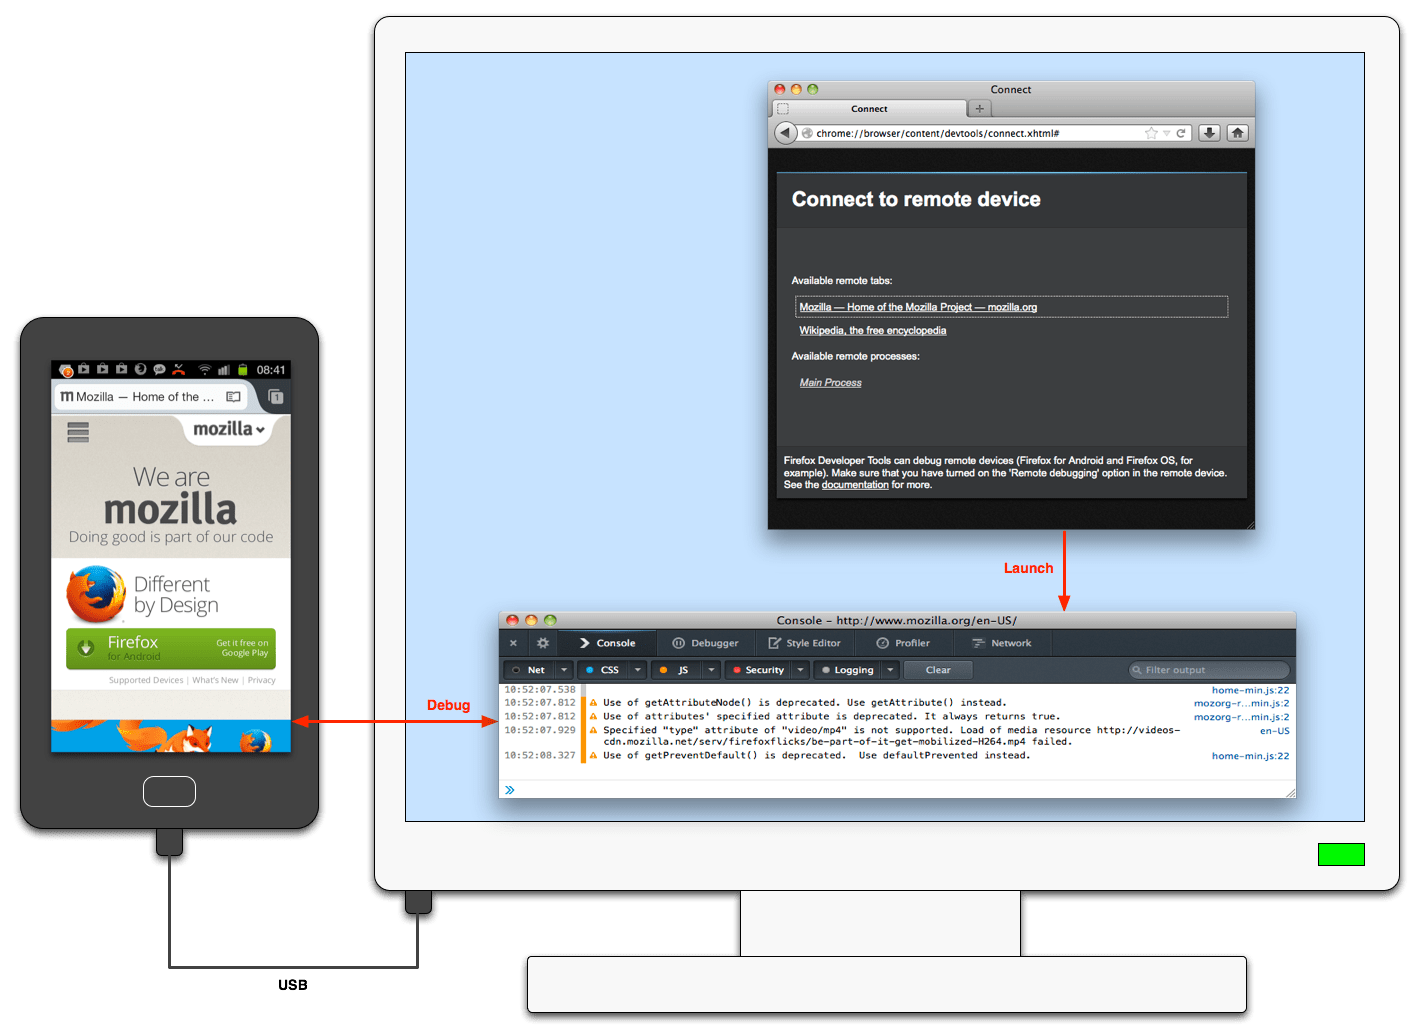 Connect
Connect
chrome://browser/content/devtools/connect.xhtml#
Connect to remote device
Available remote tabs:
Mozilla — Home of the Mozilla Project — mozilla.org
Wikipedia, the free encyclopedia
Available remote processes:
Main Process
Firefox Developer Tools can debug remote devices (Firefox for Android and Firefox OS, for
example). Make sure that you have turned on the 'Remote debugging' option in the remote device.
See the documentation for more.
08:41
m Mozilla — Home of the ...
1
mozilla
We are
mozilla
Doing good is part of our code
Different
by Design
Firefox
for Android
Get it free on
Google Play
Supported Devices | What's New | Privacy
Launch
Debug
Console - http://www.mozilla.org/en-US/
Console Debugger Style Editor Profiler Network
Net CSS JS Security Logging Clear Filter output
10:52:07.538 home-min.js:22
10:52:07.812 Use of getAttributeNode() is deprecated. Use getAttribute() instead. mozorg-r...min.js:2
10:52:07.812 Use of attributes' specified attribute is deprecated. It always returns true. mozorg-r...min.js:2
10:52:07.929 Specified "type" attribute of "video/mp4" is not supported. Load of media resource http://videos- en-US
cdn.mozilla.net/serv/firefoxflicks/be-part-of-it-get-mobilized-H264.mp4 failed.
10:52:08.327 Use of getPreventDefault() is deprecated. Use defaultPrevented instead. home-min.js:22
USB